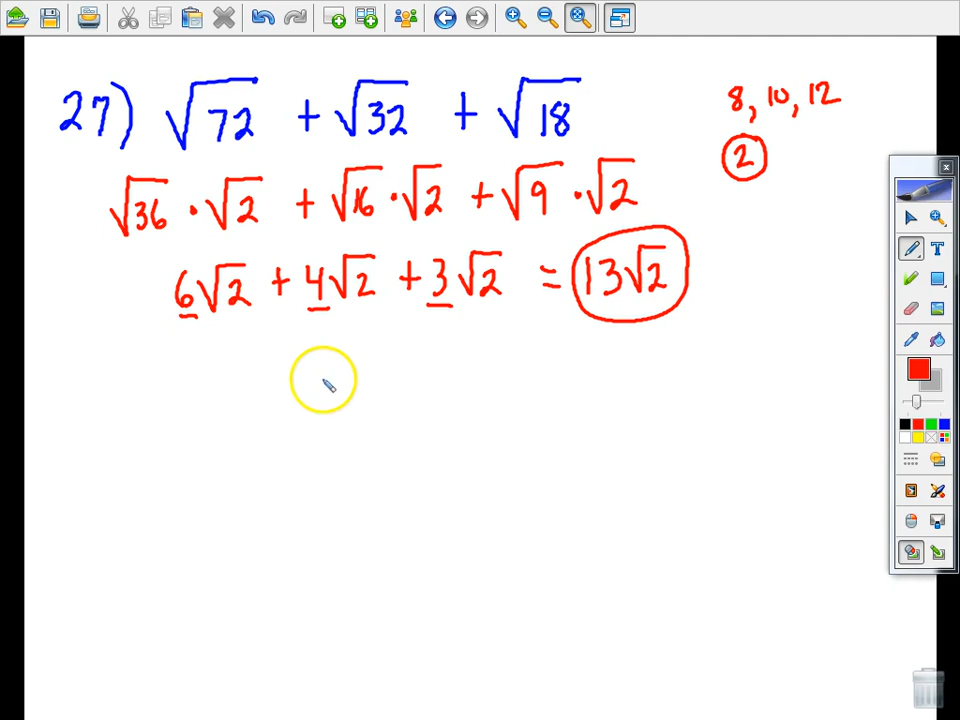 27) √72 + √32 + √18
√36 · √2 + √16 · √2 + √9 · √2
6√2 + 4√2 + 3√2 = 13√2
8, 10, 12
2
T
x